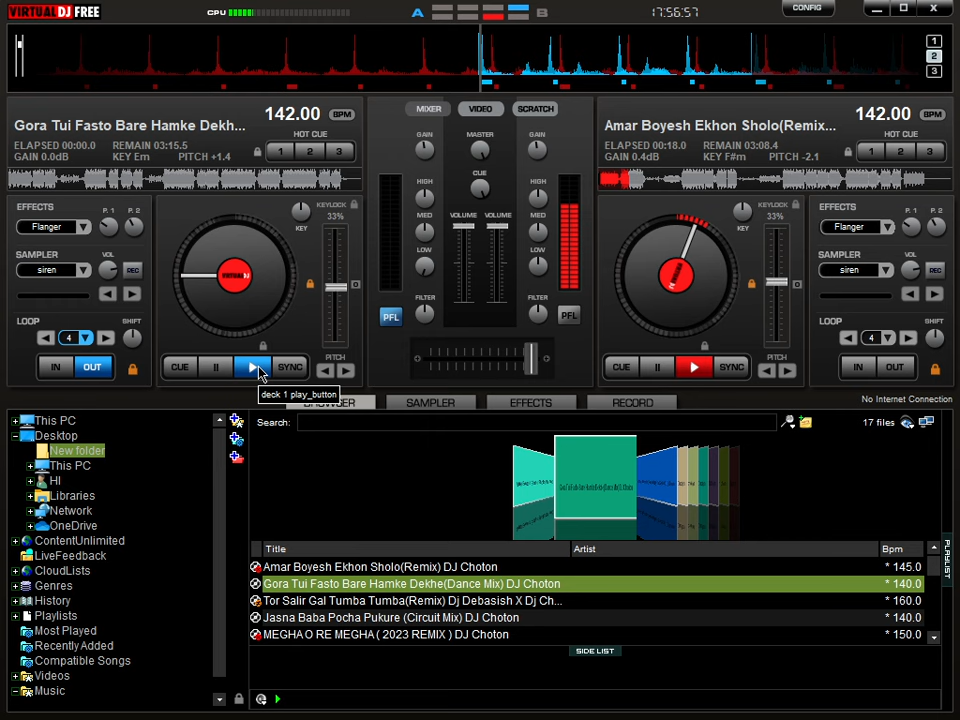 VIRTUAL DJ FREE
CPU
A
B
17:56:57
CONFIG
1
2
3
142.00 BPM
Gora Tui Fasto Bare Hamke Dekh...
HOT CUE
ELAPSED 00:00.0 REMAIN 03:15.5
GAIN 0.0dB KEY Em PITCH +1.4
1 2 3
MIXER VIDEO SCRATCH
142.00 BPM
Amar Boyesh Ekhon Sholo(Remix...
HOT CUE
ELAPSED 00:18.0 REMAIN 03:08.4
GAIN 0.4dB KEY F#m PITCH -2.1
1 2 3
EFFECTS P. 1 P. 2
Flanger
SAMPLER VOL
siren REC
LOOP SHIFT
4
IN OUT
KEYLOCK
33%
KEY
VIRTUAL DJ
CUE SYNC
PITCH
deck 1 play_button
GAIN MASTER GAIN
HIGH CUE HIGH
MED VOLUME VOLUME MED
LOW LOW
FILTER FILTER
PFL PFL
KEYLOCK
33%
KEY
CUE SYNC
PITCH
EFFECTS P. 1 P. 2
Flanger
SAMPLER VOL
siren REC
LOOP SHIFT
4
IN OUT
BROWSER SAMPLER EFFECTS RECORD
No Internet Connection
Search:
17 files
This PC
Desktop
New folder
This PC
HI
Libraries
Network
OneDrive
ContentUnlimited
LiveFeedback
CloudLists
Genres
History
Playlists
Most Played
Recently Added
Compatible Songs
Videos
Music
Title Artist Bpm
Amar Boyesh Ekhon Sholo(Remix) DJ Choton * 145.0
Gora Tui Fasto Bare Hamke Dekhe(Dance Mix) DJ Choton * 140.0
Tor Salir Gal Tumba Tumba(Remix) Dj Debasish X Dj Ch... * 160.0
Jasna Baba Pocha Pukure (Circuit Mix) DJ Choton * 140.0
MEGHA O RE MEGHA ( 2023 REMIX ) DJ Choton * 150.0
SIDE LIST
PLAYLIST